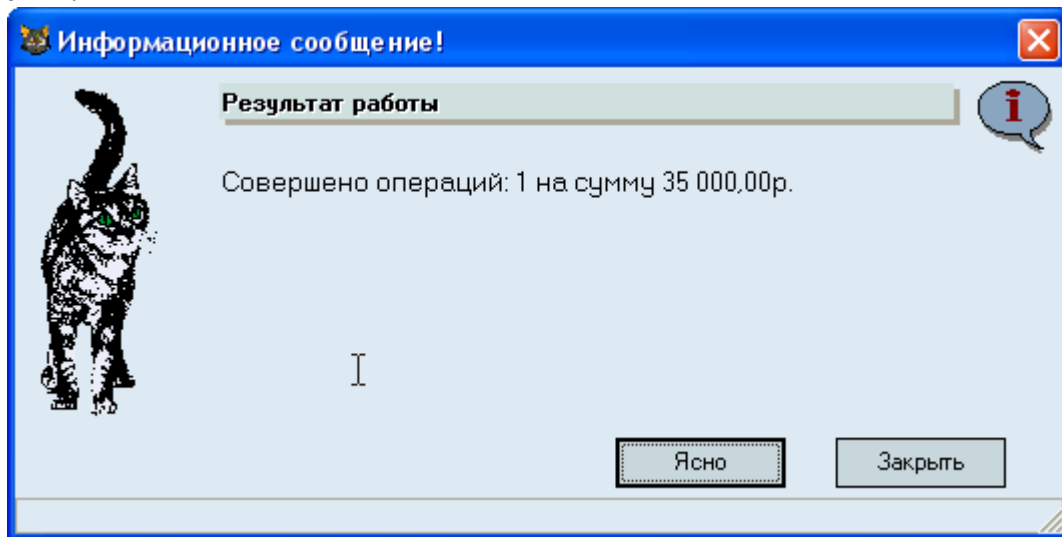 Информационное сообщение!
Результат работы
i
Совершено операций: 1 на сумму 35 000,00р.
Ясно
Закрыть